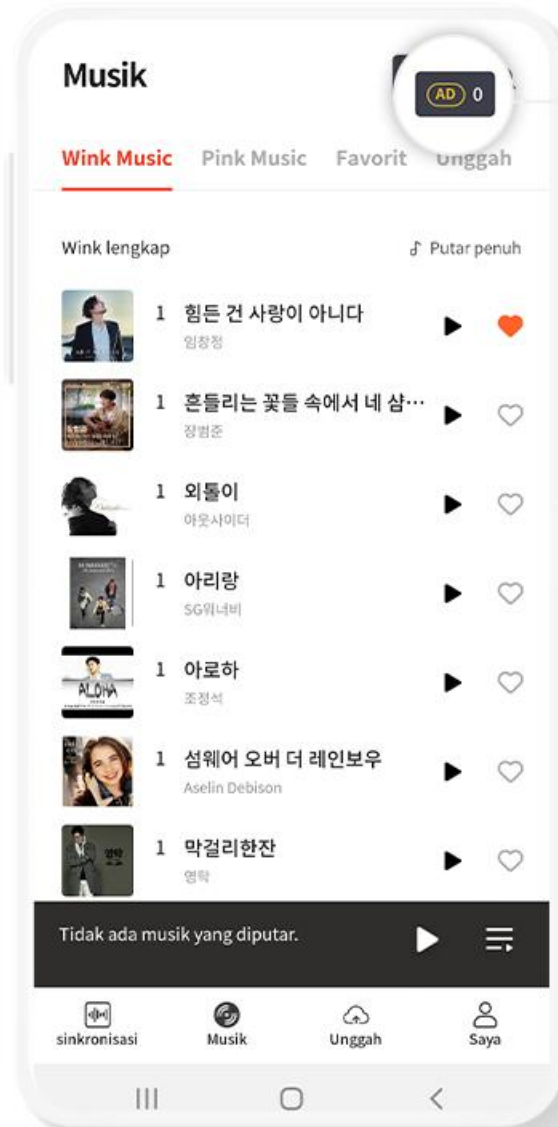 Musik
AD 0
Wink Music Pink Music Favorit Unggah
Wink lengkap Putar penuh
1 힘든 건 사랑이 아니다
임창정
1 흔들리는 꽃들 속에서 네 샴…
장범준
1 외톨이
아웃사이더
1 아리랑
SG워너비
1 아로하
조정석
ALOHA
1 섬웨어 오버 더 레인보우
Aselin Debison
1 막걸리한잔
영탁
영탁
Tidak ada musik yang diputar.
sinkronisasi Musik Unggah Saya